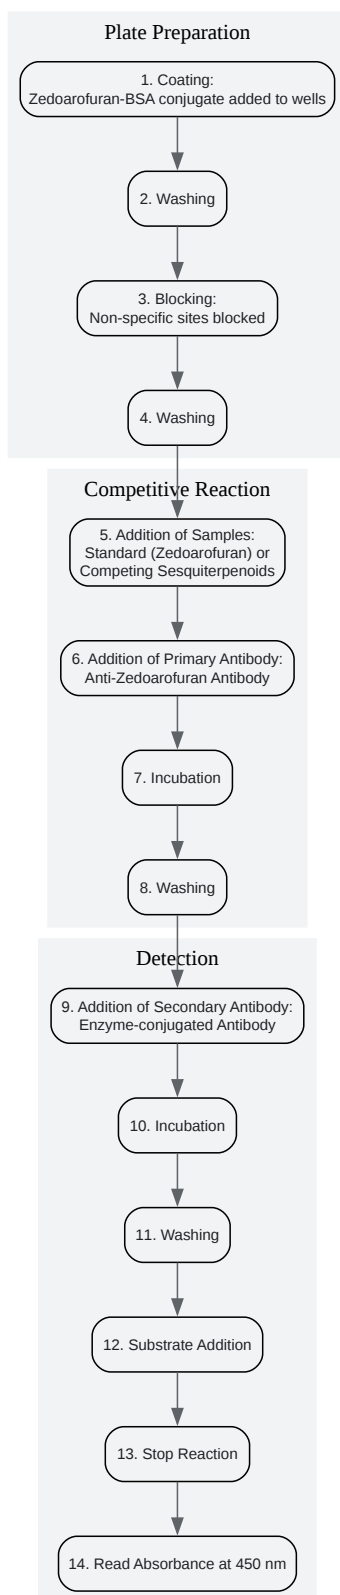 Plate Preparation
1. Coating:
Zedoarofuran-BSA conjugate added to wells
2. Washing
3. Blocking:
Non-specific sites blocked
4. Washing
Competitive Reaction
5. Addition of Samples:
Standard (Zedoarofuran) or
Competing Sesquiterpenoids
6. Addition of Primary Antibody:
Anti-Zedoarofuran Antibody
7. Incubation
8. Washing
Detection
9. Addition of Secondary Antibody:
Enzyme-conjugated Antibody
10. Incubation
11. Washing
12. Substrate Addition
13. Stop Reaction
14. Read Absorbance at 450 nm